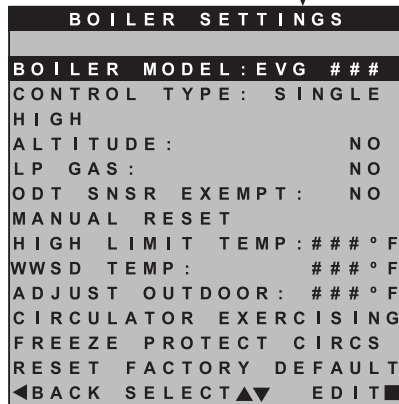 BOILER SETTINGS
BOILER MODEL:EVG ###
CONTROL TYPE: SINGLE
HIGH
ALTITUDE: NO
LP GAS: NO
ODT SNSR EXEMPT: NO
MANUAL RESET
HIGH LIMIT TEMP:###°F
WWSD TEMP: ###°F
ADJUST OUTDOOR: ###°F
CIRCULATOR EXERCISING
FREEZE PROTECT CIRCS
RESET FACTORY DEFAULT
◀BACK SELECT▲▼ EDIT■